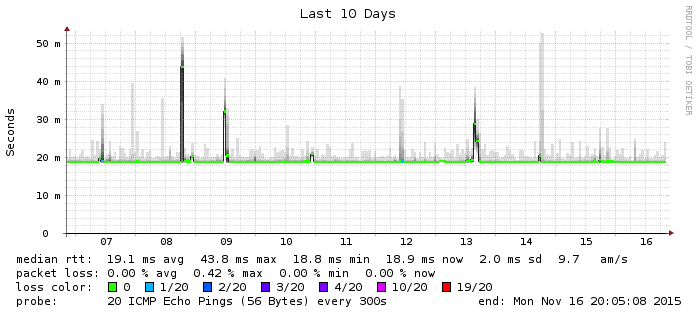 Last 10 Days
RRDTOOL / TOBI OETIKER
Seconds
50 m
40 m
30 m
20 m
10 m
0
07 08 09 10 11 12 13 14 15 16
median rtt: 19.1 ms avg 43.8 ms max 18.8 ms min 18.9 ms now 2.0 ms sd 9.7 am/s
packet loss: 0.00 % avg 0.42 % max 0.00 % min 0.00 % now
loss color: 0 1/20 2/20 3/20 4/20 10/20 19/20
probe: 20 ICMP Echo Pings (56 Bytes) every 300s end: Mon Nov 16 20:05:08 2015